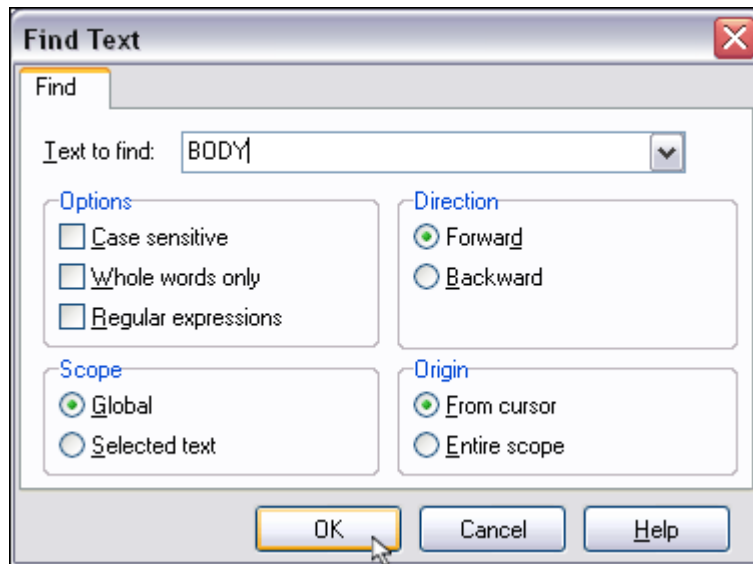 Find Text
Find
Text to find: BODY
Options
Case sensitive
Whole words only
Regular expressions
Direction
Forward
Backward
Scope
Global
Selected text
Origin
From cursor
Entire scope
OK Cancel Help